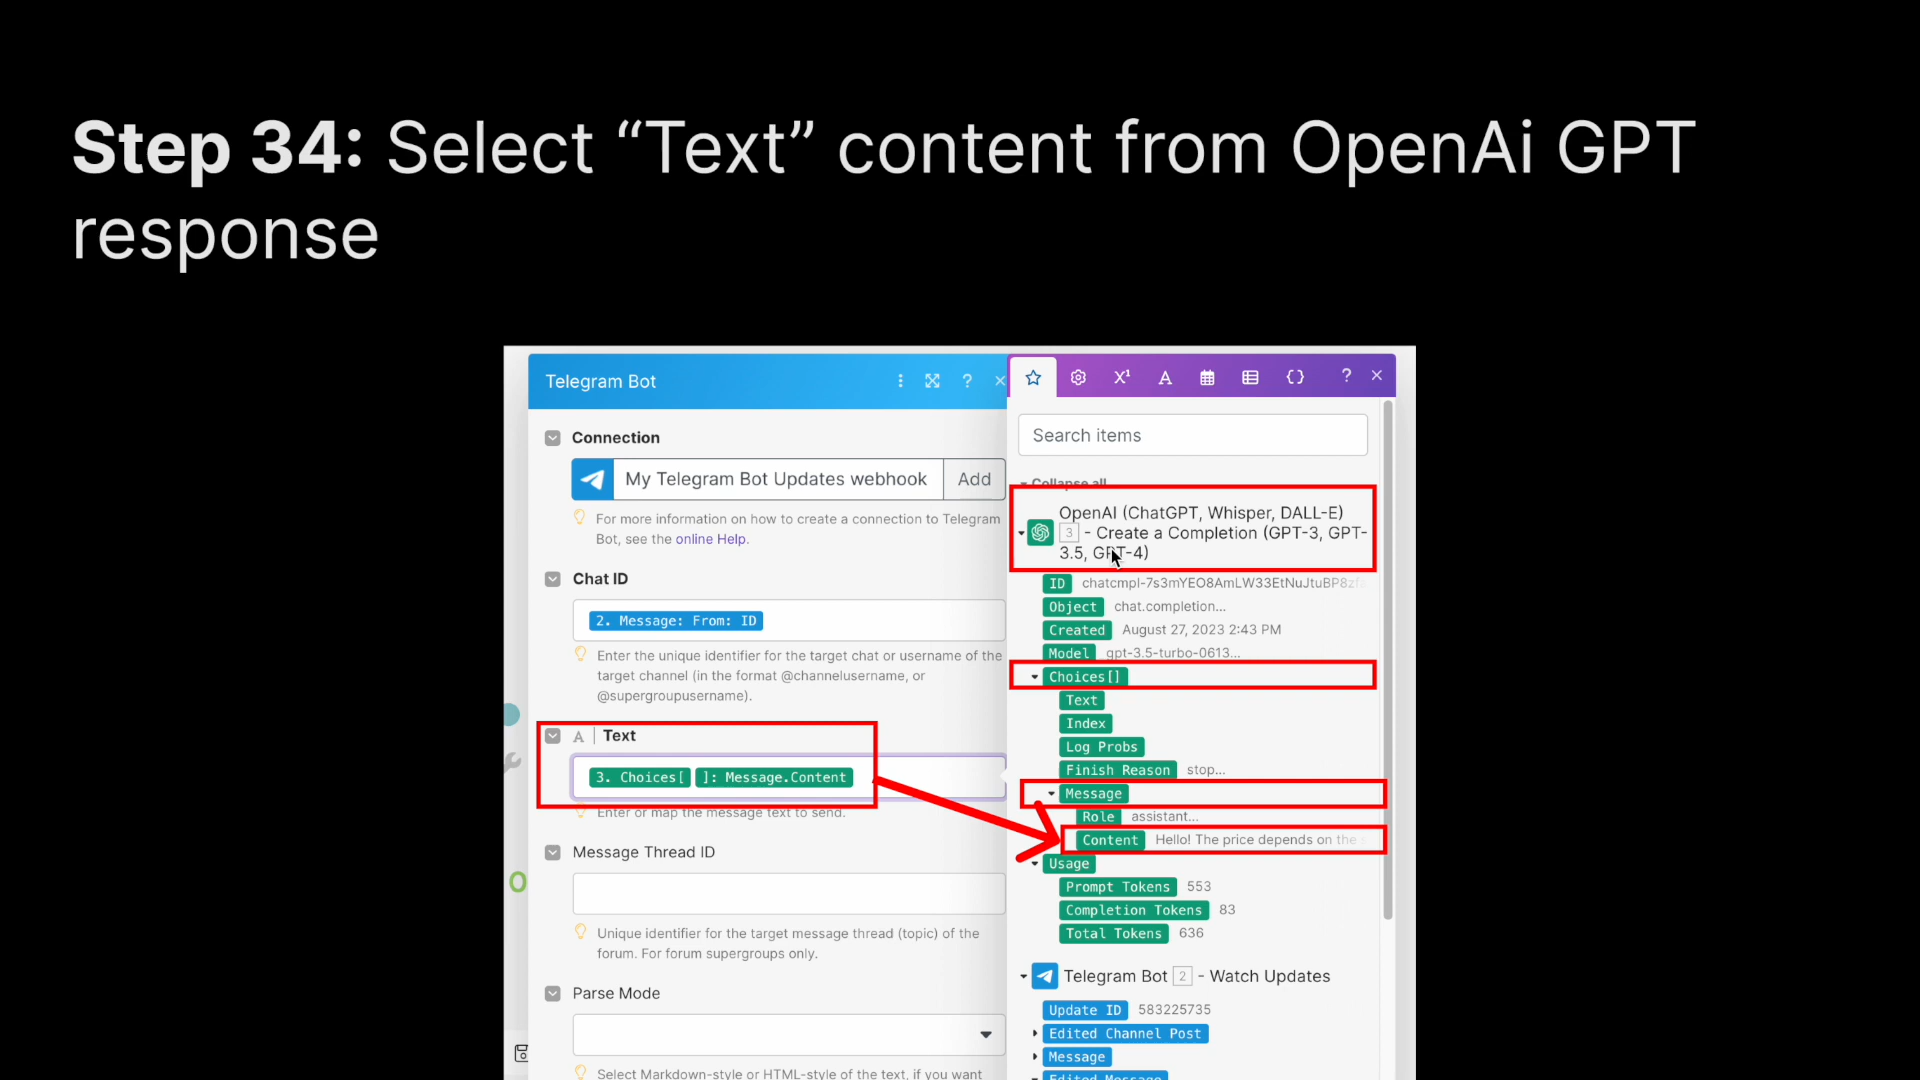 Step 34: Select “Text” content from OpenAi GPT
response
Telegram Bot
Connection
My Telegram Bot Updates webhook
Add
For more information on how to create a connection to Telegram
Bot, see the online Help.
Chat ID
2. Message: From: ID
Enter the unique identifier for the target chat or username of the
target channel (in the format @channelusername, or
@supergroupusername).
A Text
3. Choices[ ]: Message.Content
Enter or map the message text to send.
Message Thread ID
Unique identifier for the target message thread (topic) of the
forum. For forum supergroups only.
Parse Mode
Select Markdown-style or HTML-style of the text, if you want
Search items
Collapse all
OpenAI (ChatGPT, Whisper, DALL-E)
3 - Create a Completion (GPT-3, GPT-
3.5, GPT-4)
ID chatcmpl-7s3mYEO8AmLW33EtNuJtuBP8zf
Object chat.completion...
Created August 27, 2023 2:43 PM
Model gpt-3.5-turbo-0613...
Choices[]
Text
Index
Log Probs
Finish Reason stop...
Message
Role assistant...
Content Hello! The price depends on the
Usage
Prompt Tokens 553
Completion Tokens 83
Total Tokens 636
Telegram Bot 2 - Watch Updates
Update ID 583225735
Edited Channel Post
Message
Edited Message